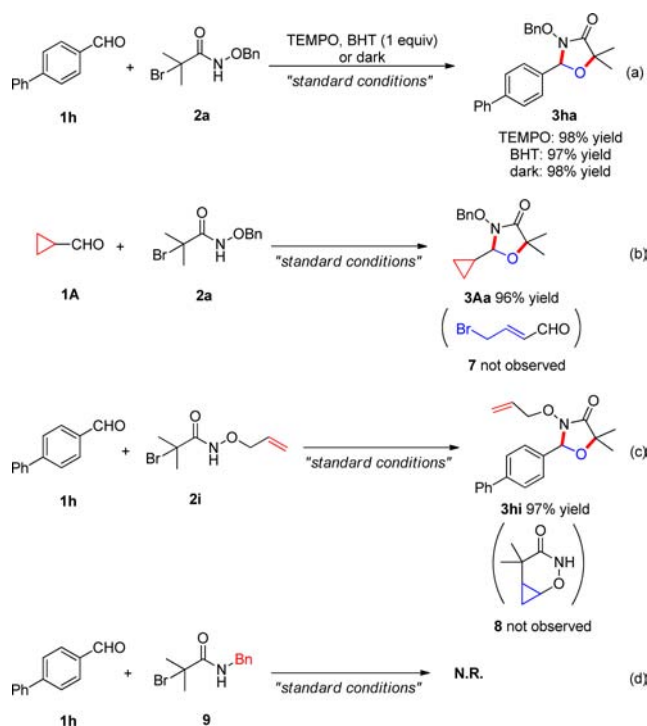 CHO
Ph
1h
+
O
N
H
OBn
Br
2a
TEMPO, BHT (1 equiv)
or dark
"standard conditions"
BnO
N
O
O
Ph
3ha
TEMPO: 98% yield
BHT: 97% yield
dark: 98% yield
(a)
CHO
1A
+
O
N
H
OBn
Br
2a
"standard conditions"
BnO
N
O
O
3Aa 96% yield
Br
CHO
7 not observed
(b)
CHO
Ph
1h
+
O
N
H
O
Br
2i
"standard conditions"
O
N
O
O
Ph
3hi 97% yield
O
NH
O
8 not observed
(c)
CHO
Ph
1h
+
O
N
H
Bn
Br
9
"standard conditions"
N.R.
(d)